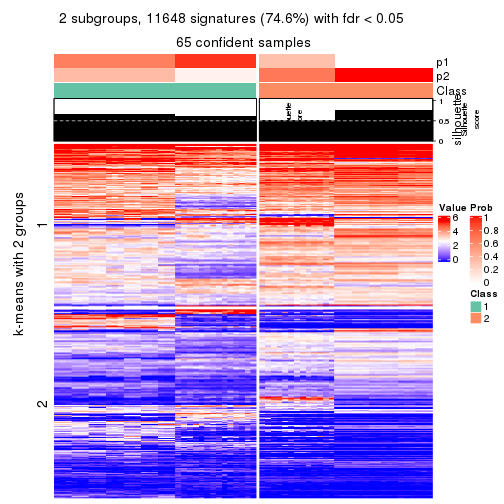 2 subgroups, 11648 signatures (74.6%) with fdr < 0.05
65 confident samples
p1
p2
Class
1
0.5
0
silhouette
Silhouette
score
k-means with 2 groups
1
2
Value
6
4
2
0
Prob
1
0.8
0.6
0.4
0.2
0
Class
1
2